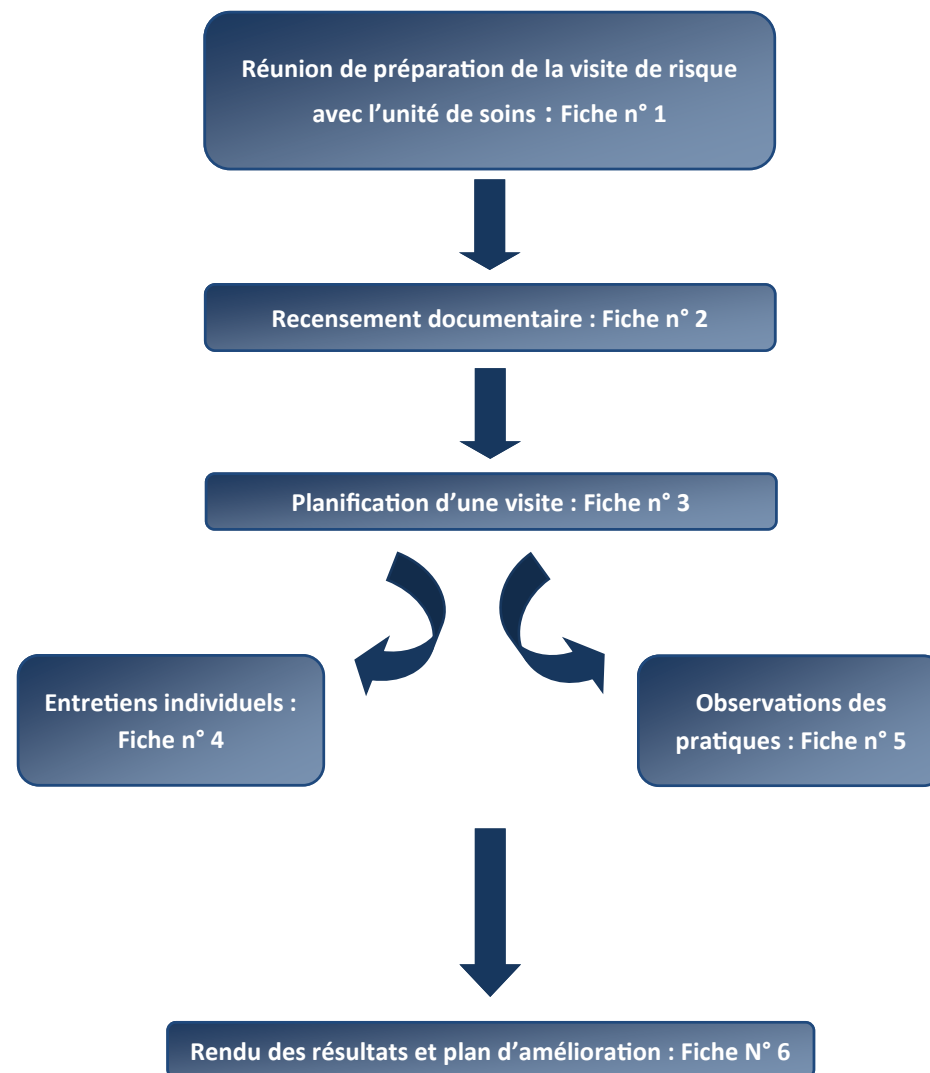 Réunion de préparation de la visite de risque
avec l’unité de soins : Fiche n° 1
Recensement documentaire : Fiche n° 2
Planification d’une visite : Fiche n° 3
Entretiens individuels :
Fiche n° 4
Observations des
pratiques : Fiche n° 5
Rendu des résultats et plan d’amélioration : Fiche N° 6